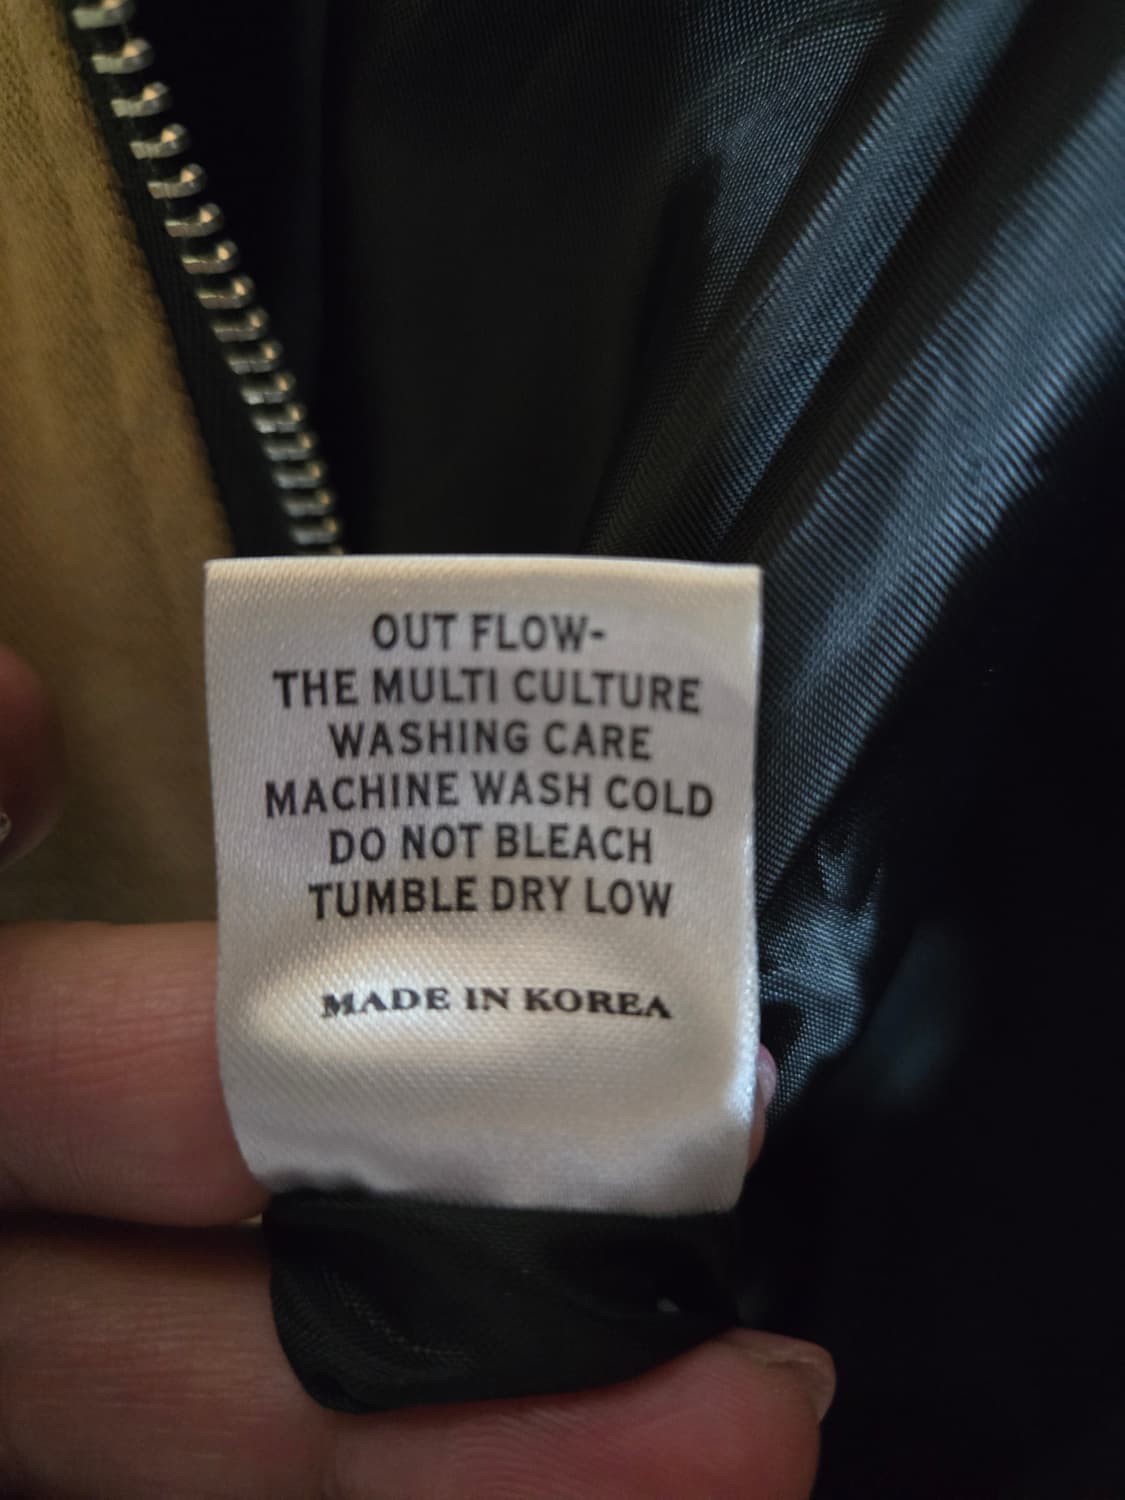 OUT FLOW-
THE MULTI CULTURE
WASHING CARE
MACHINE WASH COLD
DO NOT BLEACH
TUMBLE DRY LOW
MADE IN KOREA